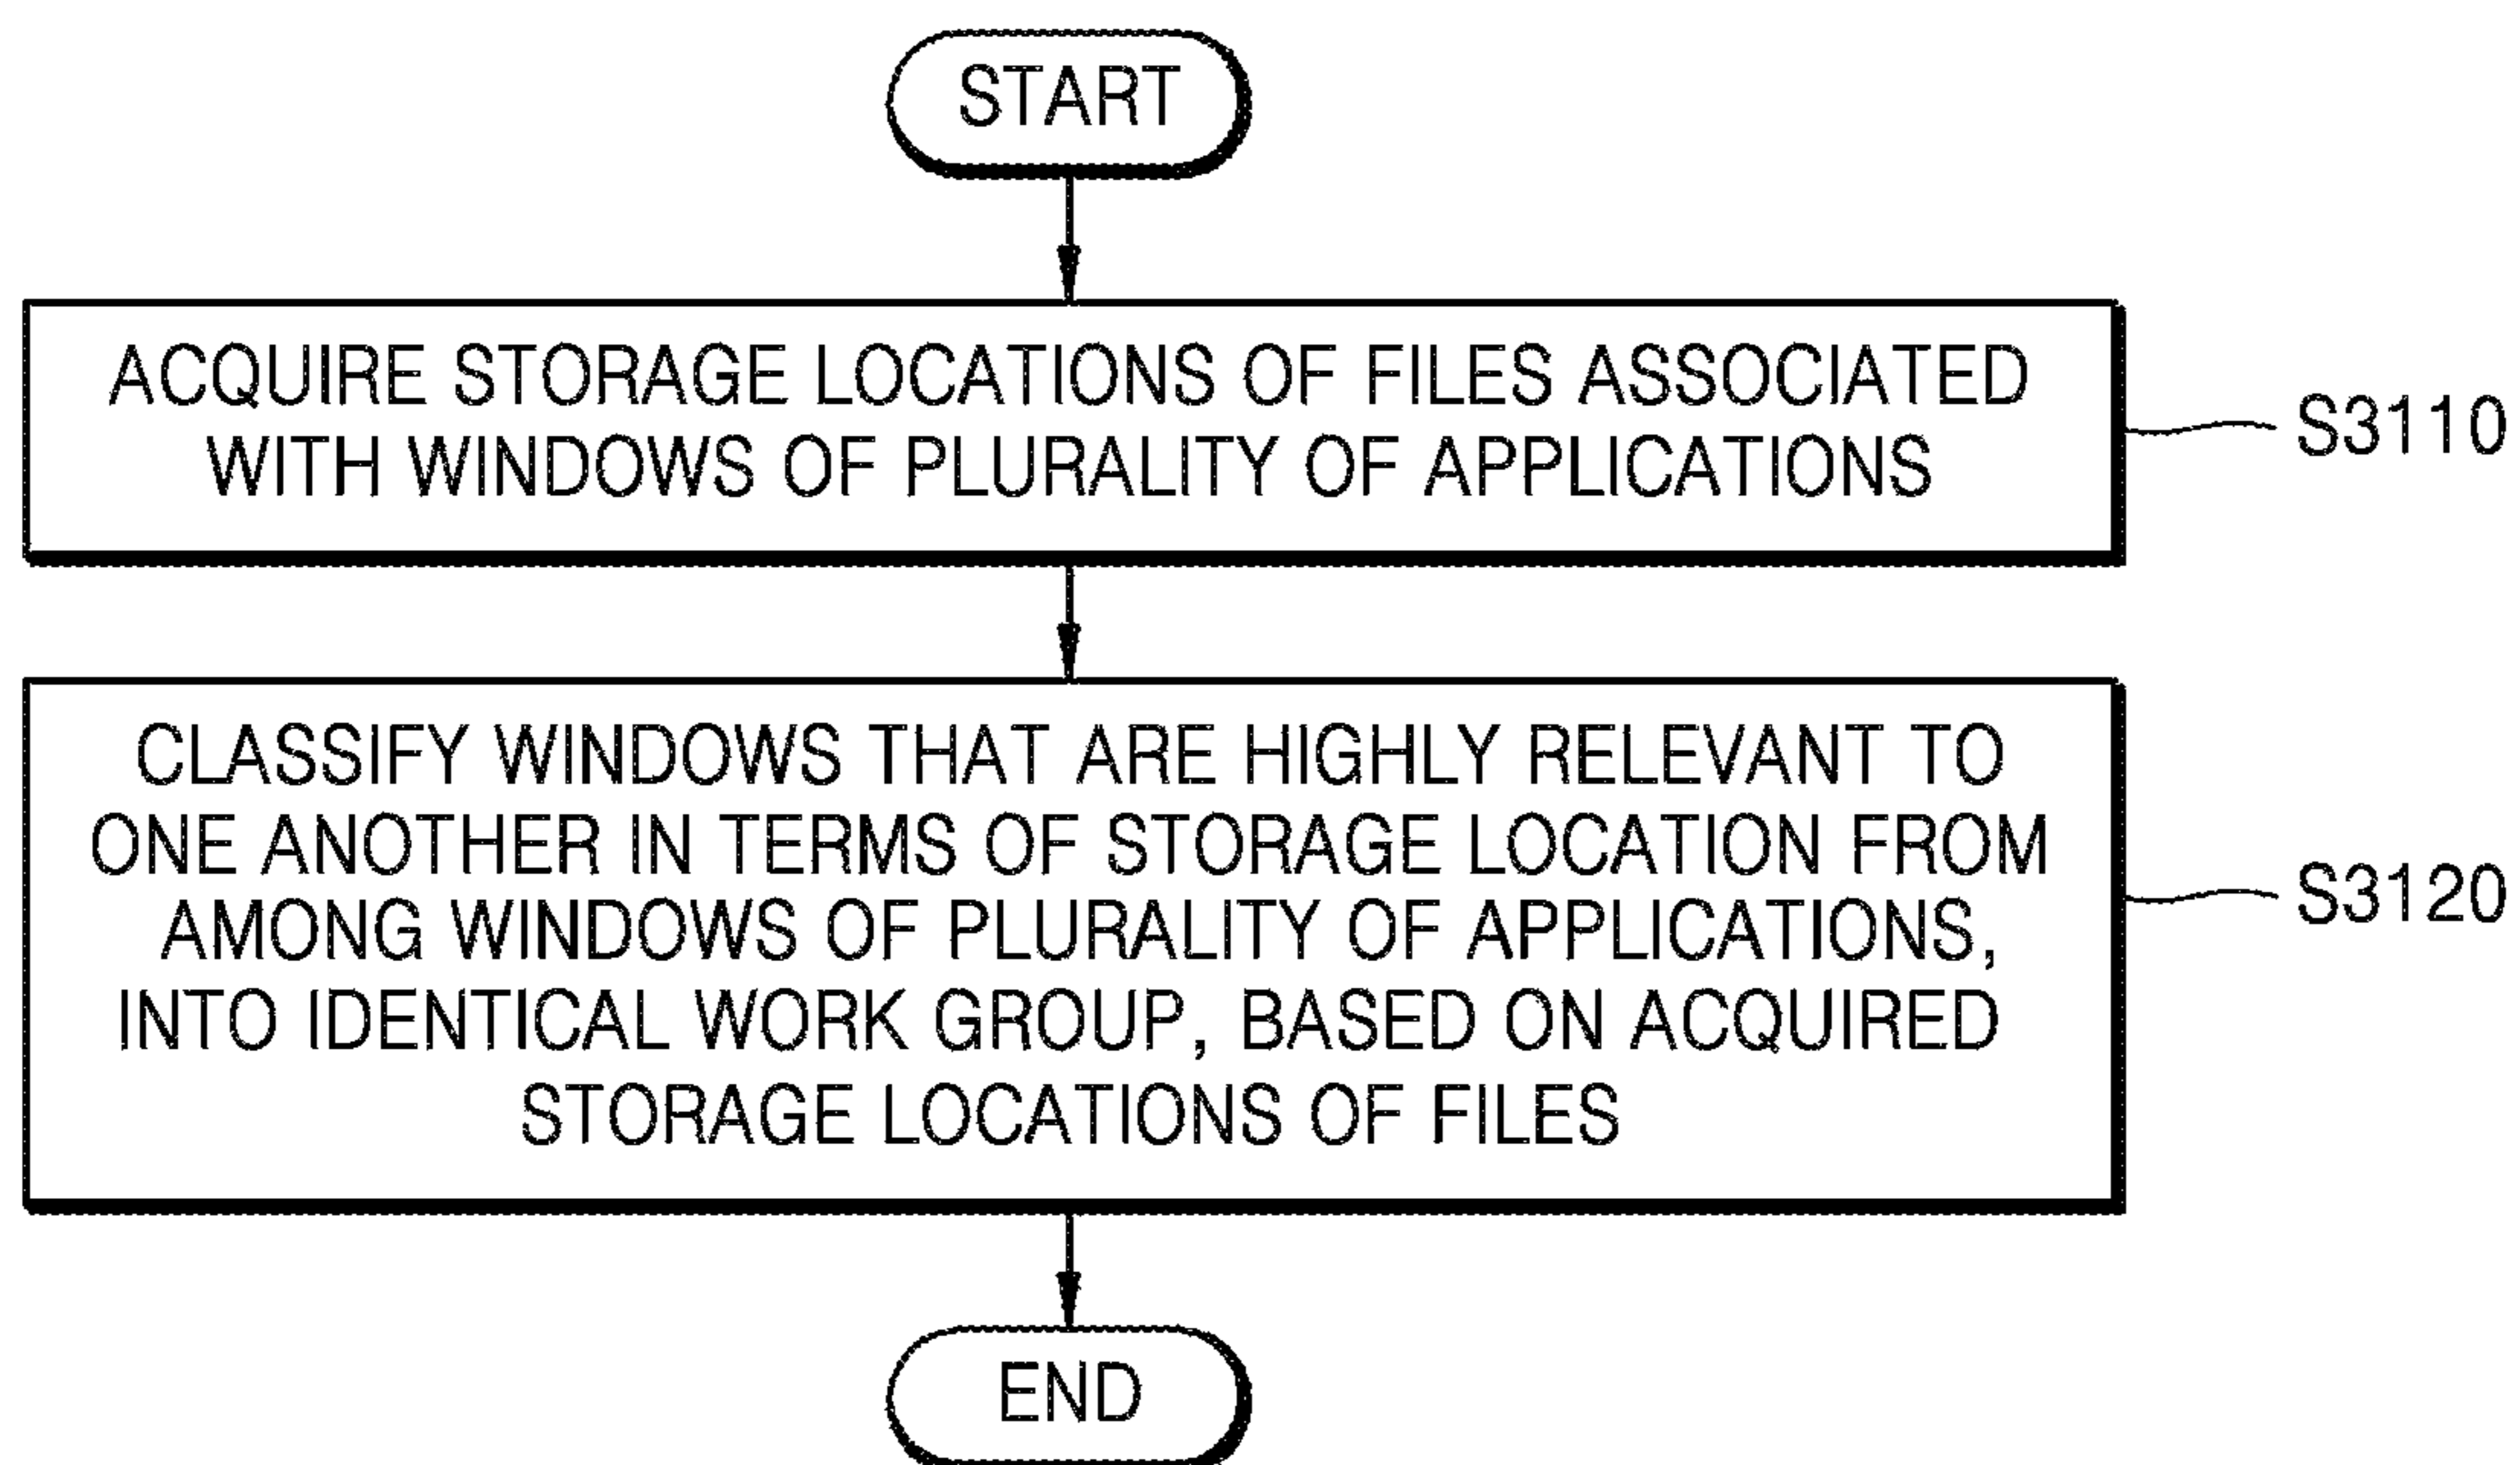 START
ACQUIRE STORAGE LOCATIONS OF FILES ASSOCIATED
WITH WINDOWS OF PLURALITY OF APPLICATIONS
S3110
CLASSIFY WINDOWS THAT ARE HIGHLY RELEVANT TO
ONE ANOTHER IN TERMS OF STORAGE LOCATION FROM
AMONG WINDOWS OF PLURALITY OF APPLICATIONS,
INTO IDENTICAL WORK GROUP, BASED ON ACQUIRED
STORAGE LOCATIONS OF FILES
S3120
END